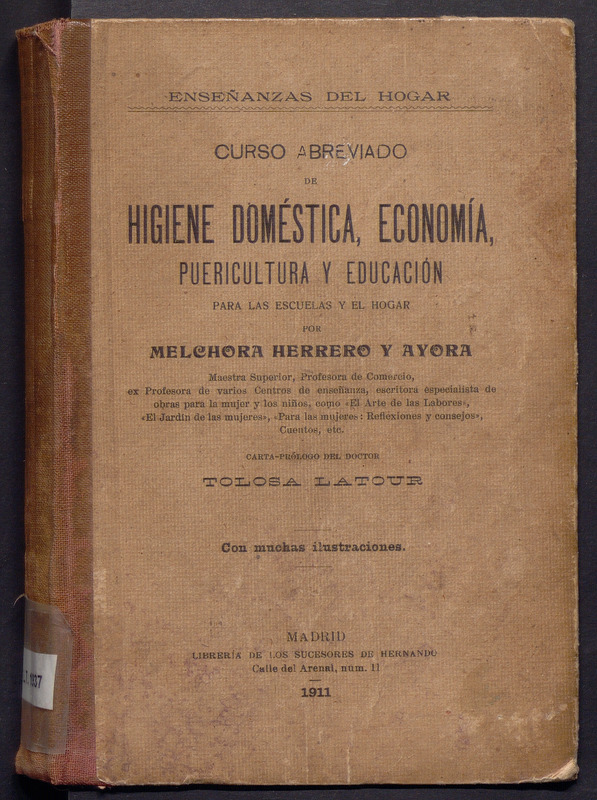 ENSEÑANZAS DEL HOGAR
CURSO ABREVIADO
DE
HIGIENE DOMÉSTICA, ECONOMÍA,
PUERICULTURA Y EDUCACIÓN
PARA LAS ESCUELAS Y EL HOGAR
POR
MELCHORA HERRERO Y AYORA
Maestra Superior, Profesora de Comercio,
ex Profesora de varios Centros de enseñanza, escritora especialista de
obras para la mujer y los niños, como «El Arte de las Labores»,
«El Jardín de las mujeres», «Para las mujeres: Reflexiones y consejos»,
Cuentos, etc.
CARTA-PRÓLOGO DEL DOCTOR
TOLOSA LATOUR
Con muchas ilustraciones.
MADRID
LIBRERÍA DE LOS SUCESORES DE HERNANDO
Calle del Arenal, núm. 11
1911